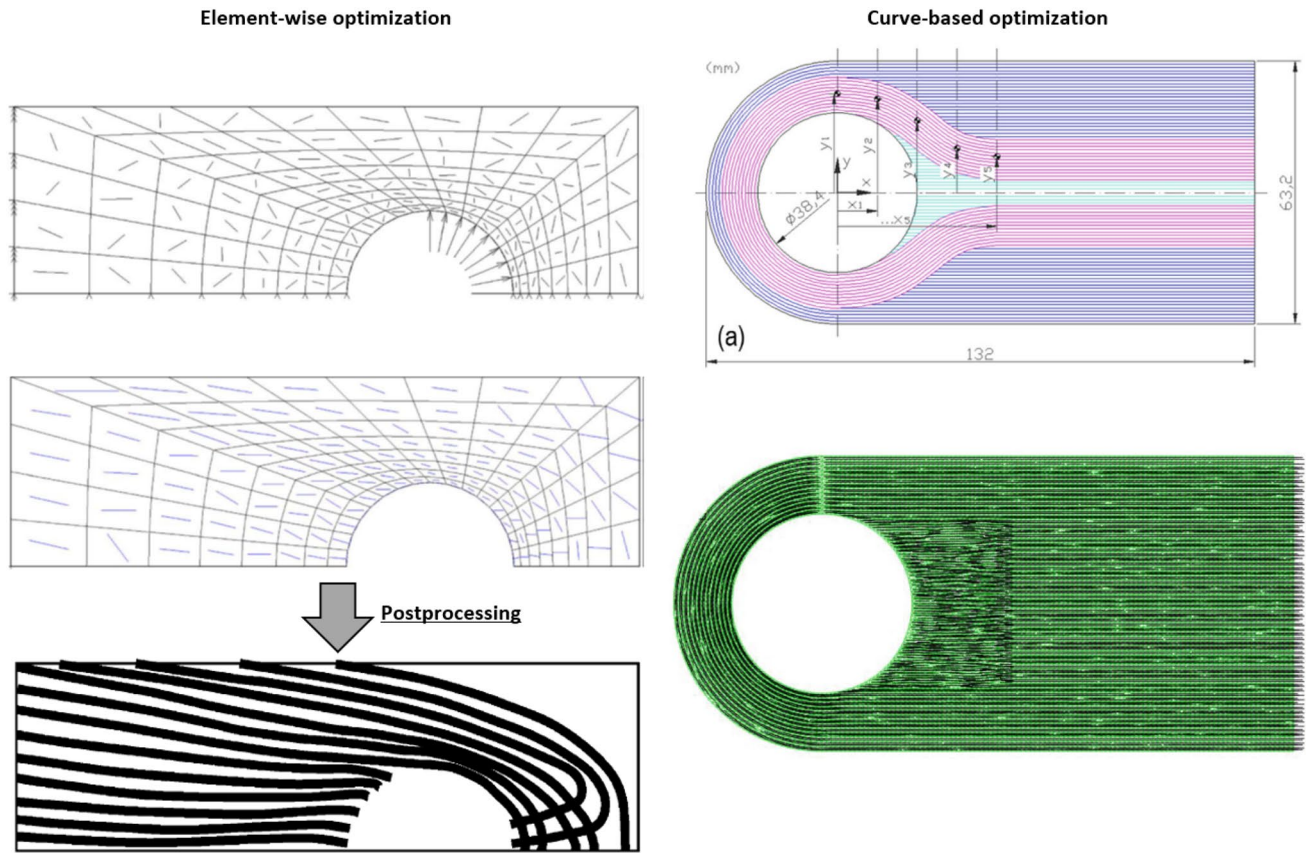 Element-wise optimization
Curve-based optimization
(mm)
y1
y2
y3
y4
y5
y
x
x1
...x5
Ø38,4
63,2
(a)
132
Postprocessing